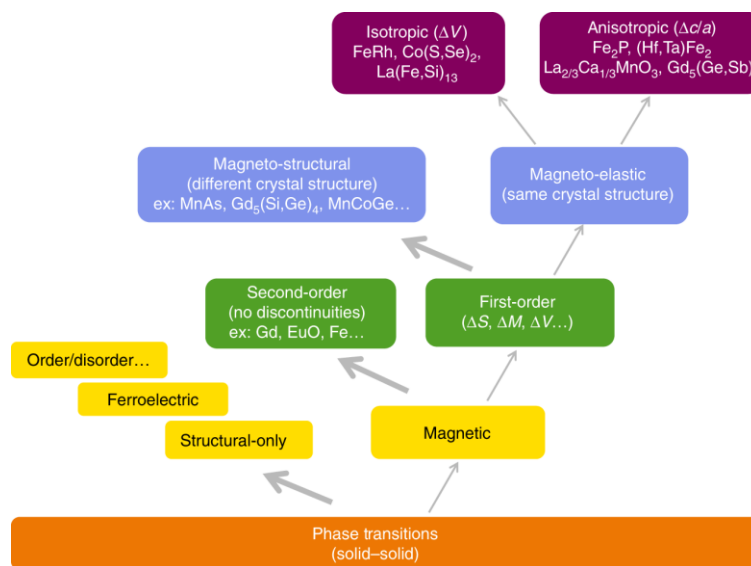 Isotropic (ΔV)
FeRh, Co(S,Se)₂,
La(Fe,Si)₁₃
Anisotropic (Δc/a)
Fe₂P, (Hf,Ta)Fe₂
La₂/₃Ca₁/₃MnO₃, Gd₅(Ge,Sb)
Magneto-structural
(different crystal structure)
ex: MnAs, Gd₅(Si,Ge)₄, MnCoGe…
Magneto-elastic
(same crystal structure)
Second-order
(no discontinuities)
ex: Gd, EuO, Fe…
First-order
(ΔS, ΔM, ΔV…)
Order/disorder…
Ferroelectric
Structural-only
Magnetic
Phase transitions
(solid–solid)